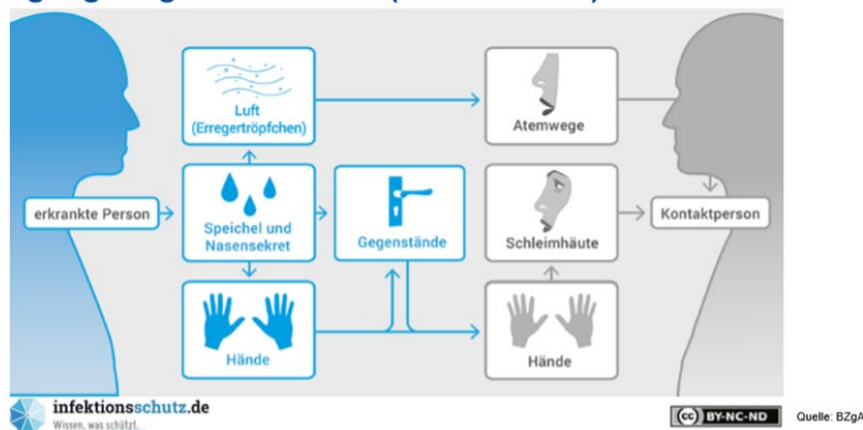 Luft
(Erregertröpfchen)
Atemwege
erkrankte Person
Speichel und
Nasensekret
Gegenstände
Schleimhäute
Kontaktperson
Hände
Hände
infektionsschutz.de
Wissen, was schützt.
cc BY-NC-ND
Quelle: BZgA